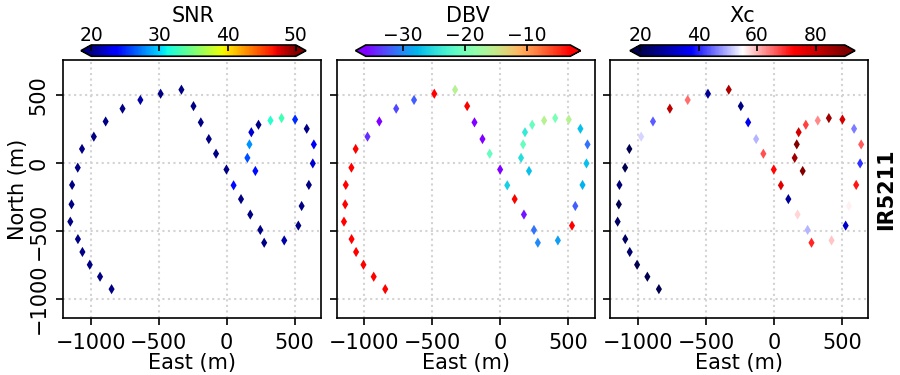 SNR DBV Xc
20 30 40 50 −30 −20 −10 20 40 60 80
500
0
−500
−1000
North (m)
IR5211
−1000 −500 0 500 −1000 −500 0 500 −1000 −500 0 500
East (m) East (m) East (m)